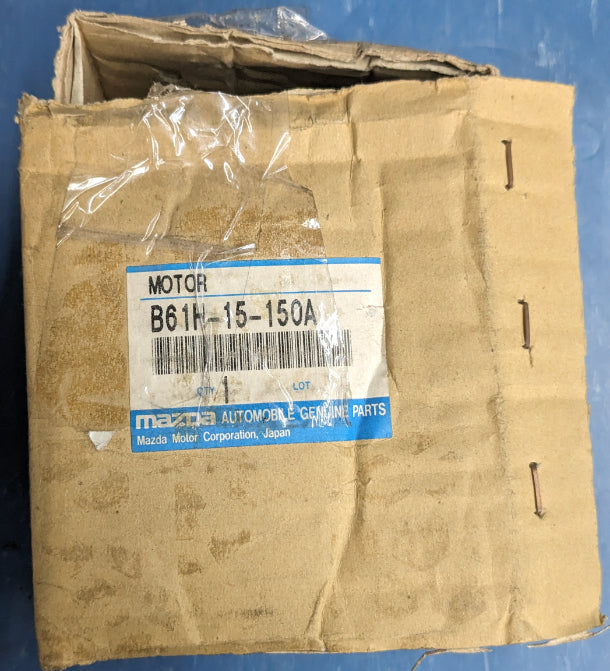 MOTOR
B61H-15-150A
QTY 1 LOT
mazda AUTOMOBILE GENUINE PARTS
Mazda Motor Corporation, Japan